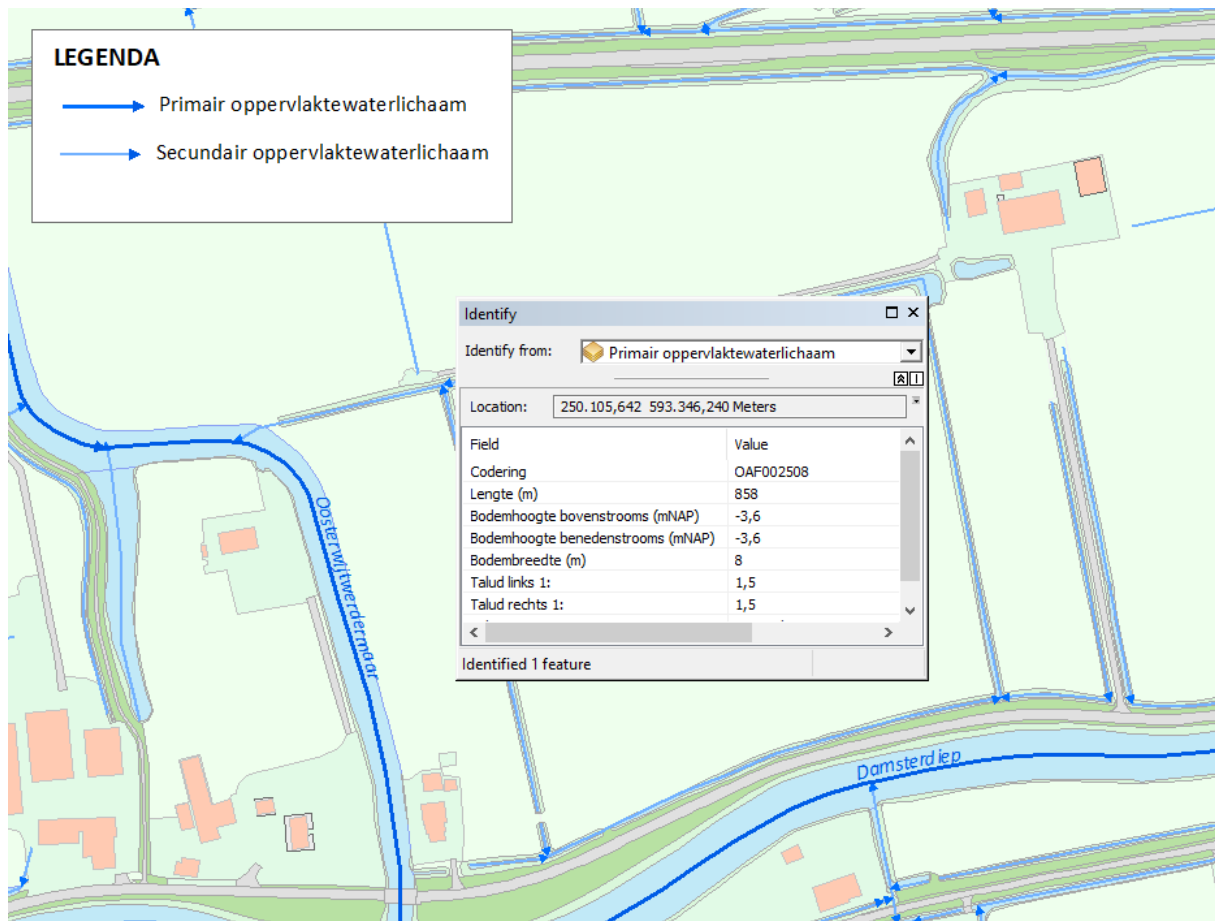 LEGENDA
Primair oppervlaktewaterlichaam
Secundair oppervlaktewaterlichaam
Identify
Identify from: Primair oppervlaktewaterlichaam
Location: 250.105,642 593.346,240 Meters
Field Value
Codering OAF002508
Lengte (m) 858
Bodemhoogte bovenstrooms (mNAP) -3,6
Bodemhoogte benedenstrooms (mNAP) -3,6
Bodembreedte (m) 8
Talud links 1: 1,5
Talud rechts 1: 1,5
Identified 1 feature
Oosterwijtwerdermaar
Damsterdiep